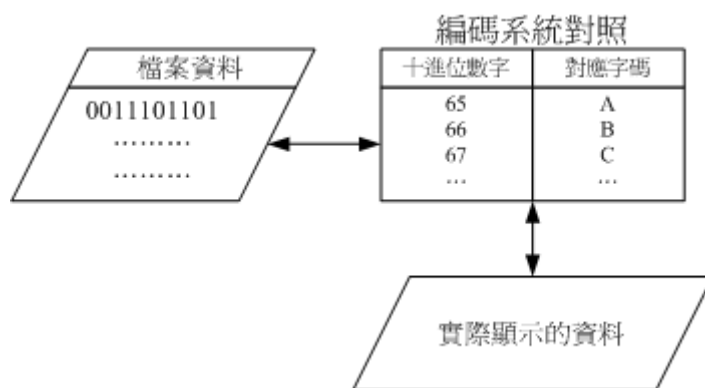 編碼系統對照
檔案資料
0011101101
………
………
十進位數字 對應字碼
65 A
66 B
67 C
… …
實際顯示的資料